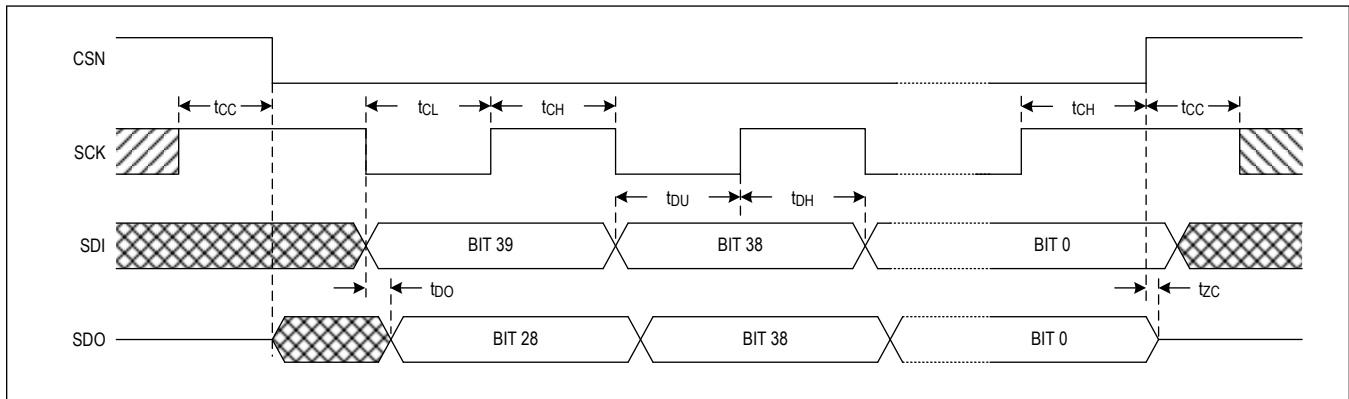 CSN
tCC tCL tCH tCH tCC
SCK
tDU tDH
SDI BIT 39 BIT 38 BIT 0
tDO tZC
SDO BIT 28 BIT 38 BIT 0